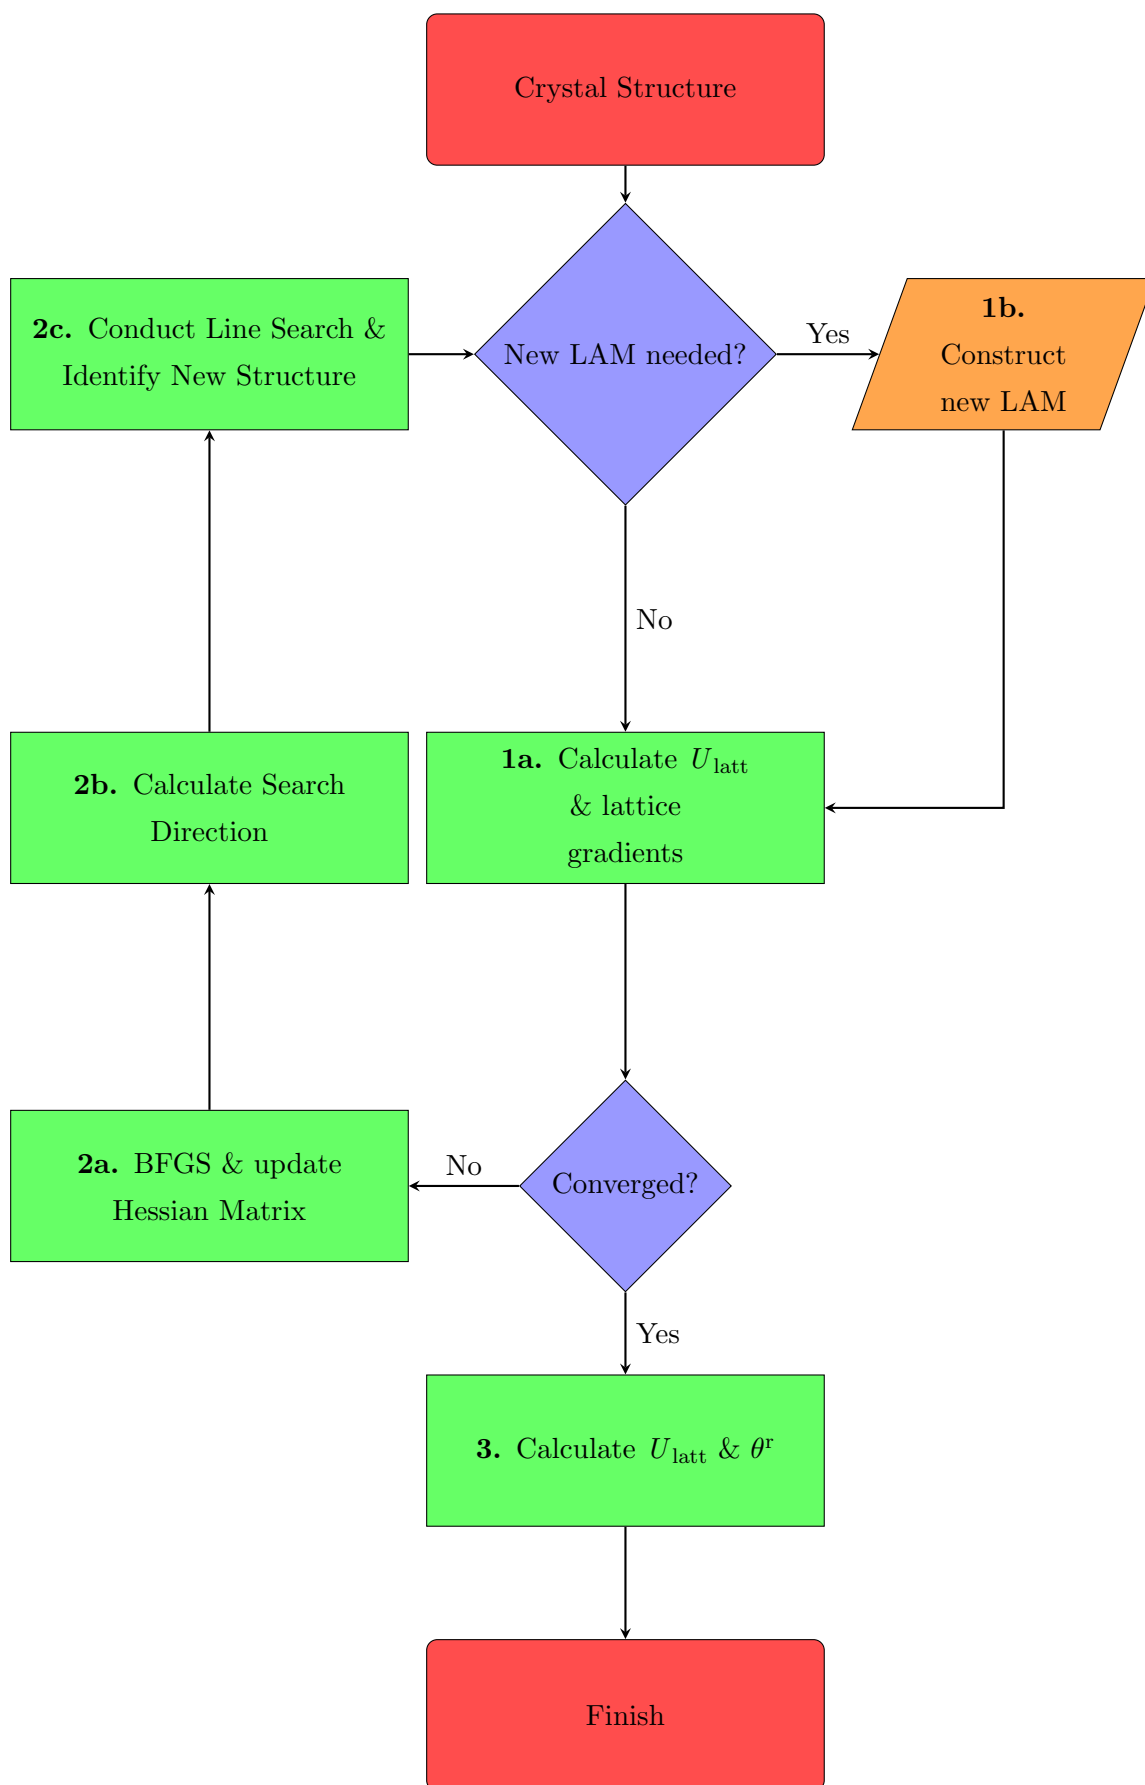 Crystal Structure
2c. Conduct Line Search &
Identify New Structure
New LAM needed?
Yes
1b.
Construct
new LAM
No
2b. Calculate Search
Direction
1a. Calculate U_latt
& lattice
gradients
2a. BFGS & update
Hessian Matrix
No
Converged?
Yes
3. Calculate U_latt & θ^r
Finish